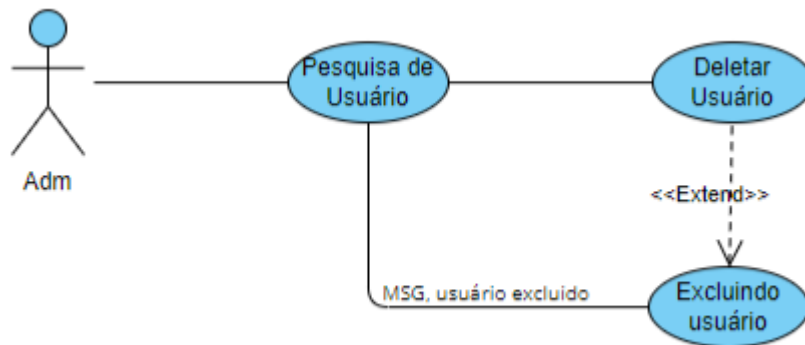 Pesquisa de
Usuário
Deletar
Usuário
Adm
<<Extend>>
MSG, usuário excluido
Excluindo
usuário